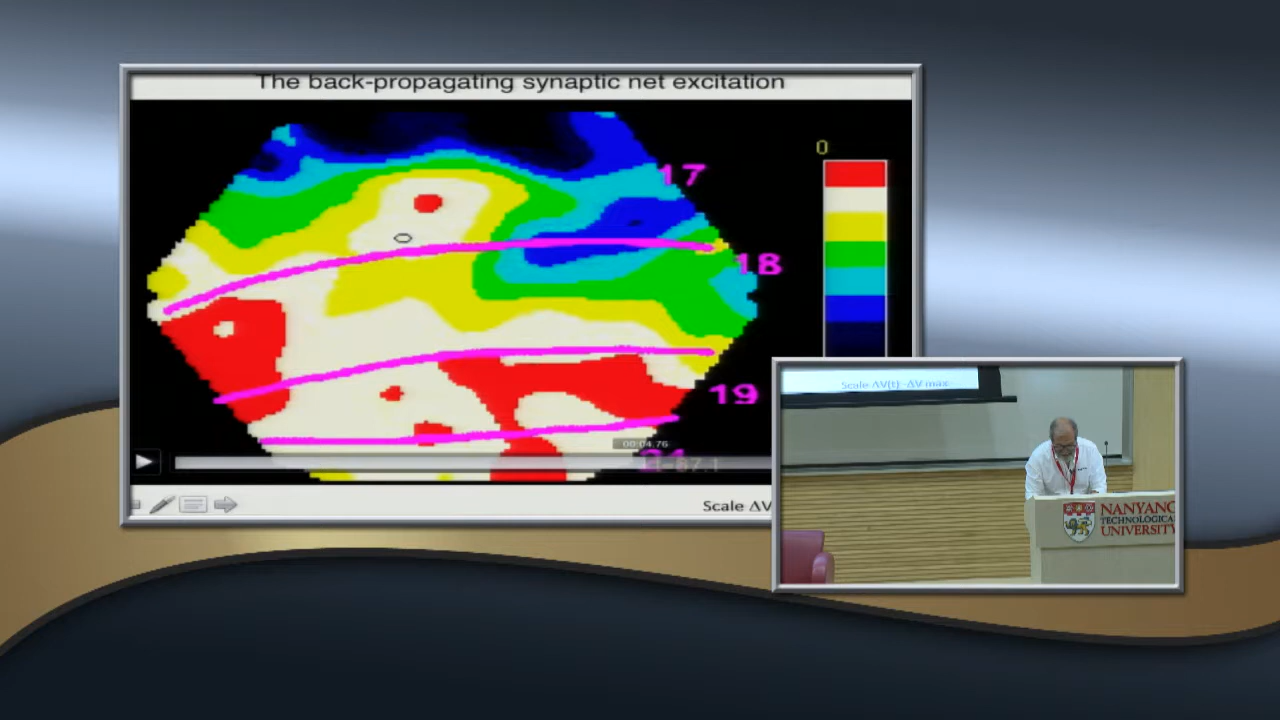 The back-propagating synaptic net excitation
0
17
18
19
00:04.76
Scale ΔV
Scale ΔV(t): -ΔV max
NANYANG
TECHNOLOGICA
UNIVERSITY